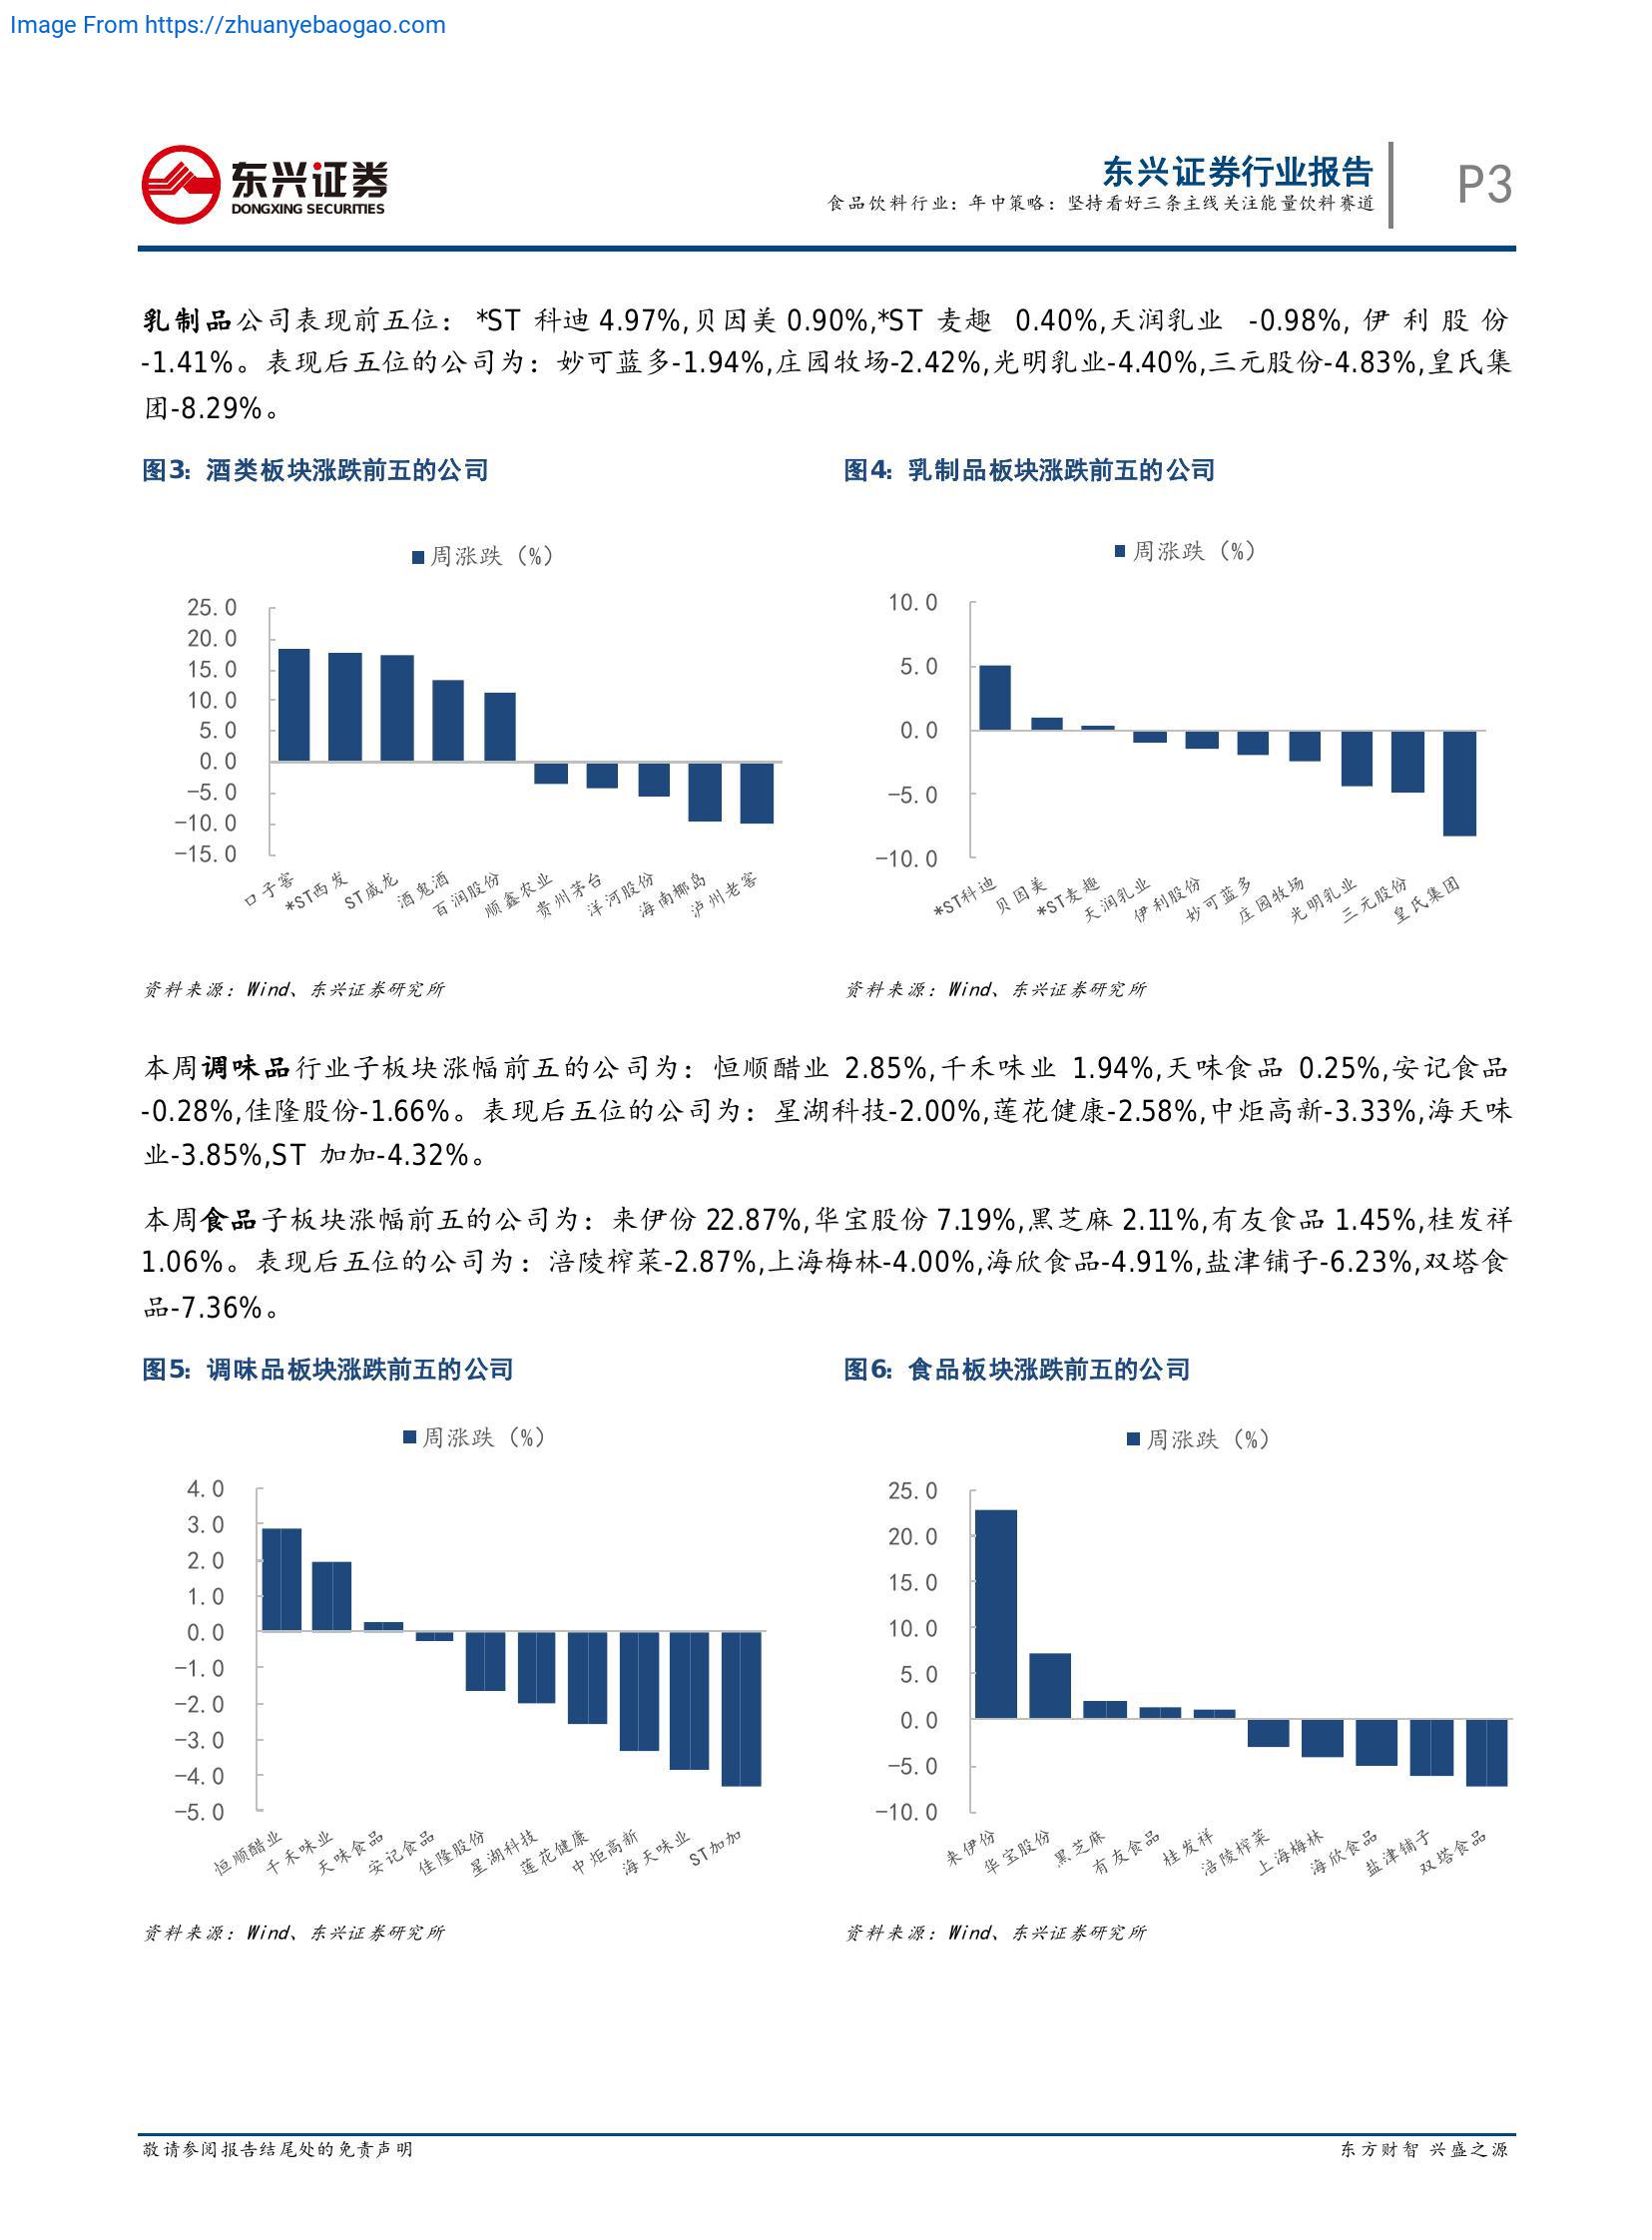 Image From https://zhuanyebaogao.com
东兴证券
DONGXING SECURITIES
东兴证券行业报告
食品饮料行业：年中策略：坚持看好三条主线关注能量饮料赛道
P3
乳制品公司表现前五位： *ST 科迪 4.97%,贝因美 0.90%,*ST 麦趣 0.40%,天润乳业 -0.98%, 伊 利 股 份
-1.41%。表现后五位的公司为：妙可蓝多-1.94%,庄园牧场-2.42%,光明乳业-4.40%,三元股份-4.83%,皇氏集
团-8.29%。
图3: 酒类板块涨跌前五的公司
周涨跌（%）
25.0
20.0
15.0
10.0
5.0
0.0
-5.0
-10.0
-15.0
口子窖
*ST西发
ST威龙
酒鬼酒
百润股份
顺鑫农业
贵州茅台
洋河股份
海南椰岛
泸州老窖
资料来源：Wind、东兴证券研究所
图4: 乳制品板块涨跌前五的公司
周涨跌（%）
10.0
5.0
0.0
-5.0
-10.0
*ST科迪
贝因美
*ST麦趣
天润乳业
伊利股份
妙可蓝多
庄园牧场
光明乳业
三元股份
皇氏集团
资料来源：Wind、东兴证券研究所
本周调味品行业子板块涨幅前五的公司为：恒顺醋业 2.85%,千禾味业 1.94%,天味食品 0.25%,安记食品
-0.28%,佳隆股份-1.66%。表现后五位的公司为：星湖科技-2.00%,莲花健康-2.58%,中炬高新-3.33%,海天味
业-3.85%,ST 加加-4.32%。
本周食品子板块涨幅前五的公司为：来伊份 22.87%,华宝股份 7.19%,黑芝麻 2.11%,有友食品 1.45%,桂发祥
1.06%。表现后五位的公司为：涪陵榨菜-2.87%,上海梅林-4.00%,海欣食品-4.91%,盐津铺子-6.23%,双塔食
品-7.36%。
图5: 调味品板块涨跌前五的公司
周涨跌（%）
4.0
3.0
2.0
1.0
0.0
-1.0
-2.0
-3.0
-4.0
-5.0
恒顺醋业
千禾味业
天味食品
安记食品
佳隆股份
星湖科技
莲花健康
中炬高新
海天味业
ST加加
资料来源：Wind、东兴证券研究所
图6: 食品板块涨跌前五的公司
周涨跌（%）
25.0
20.0
15.0
10.0
5.0
0.0
-5.0
-10.0
来伊份
华宝股份
黑芝麻
有友食品
桂发祥
涪陵榨菜
上海梅林
海欣食品
盐津铺子
双塔食品
资料来源：Wind、东兴证券研究所
敬请参阅报告结尾处的免责声明
东方财智 兴盛之源